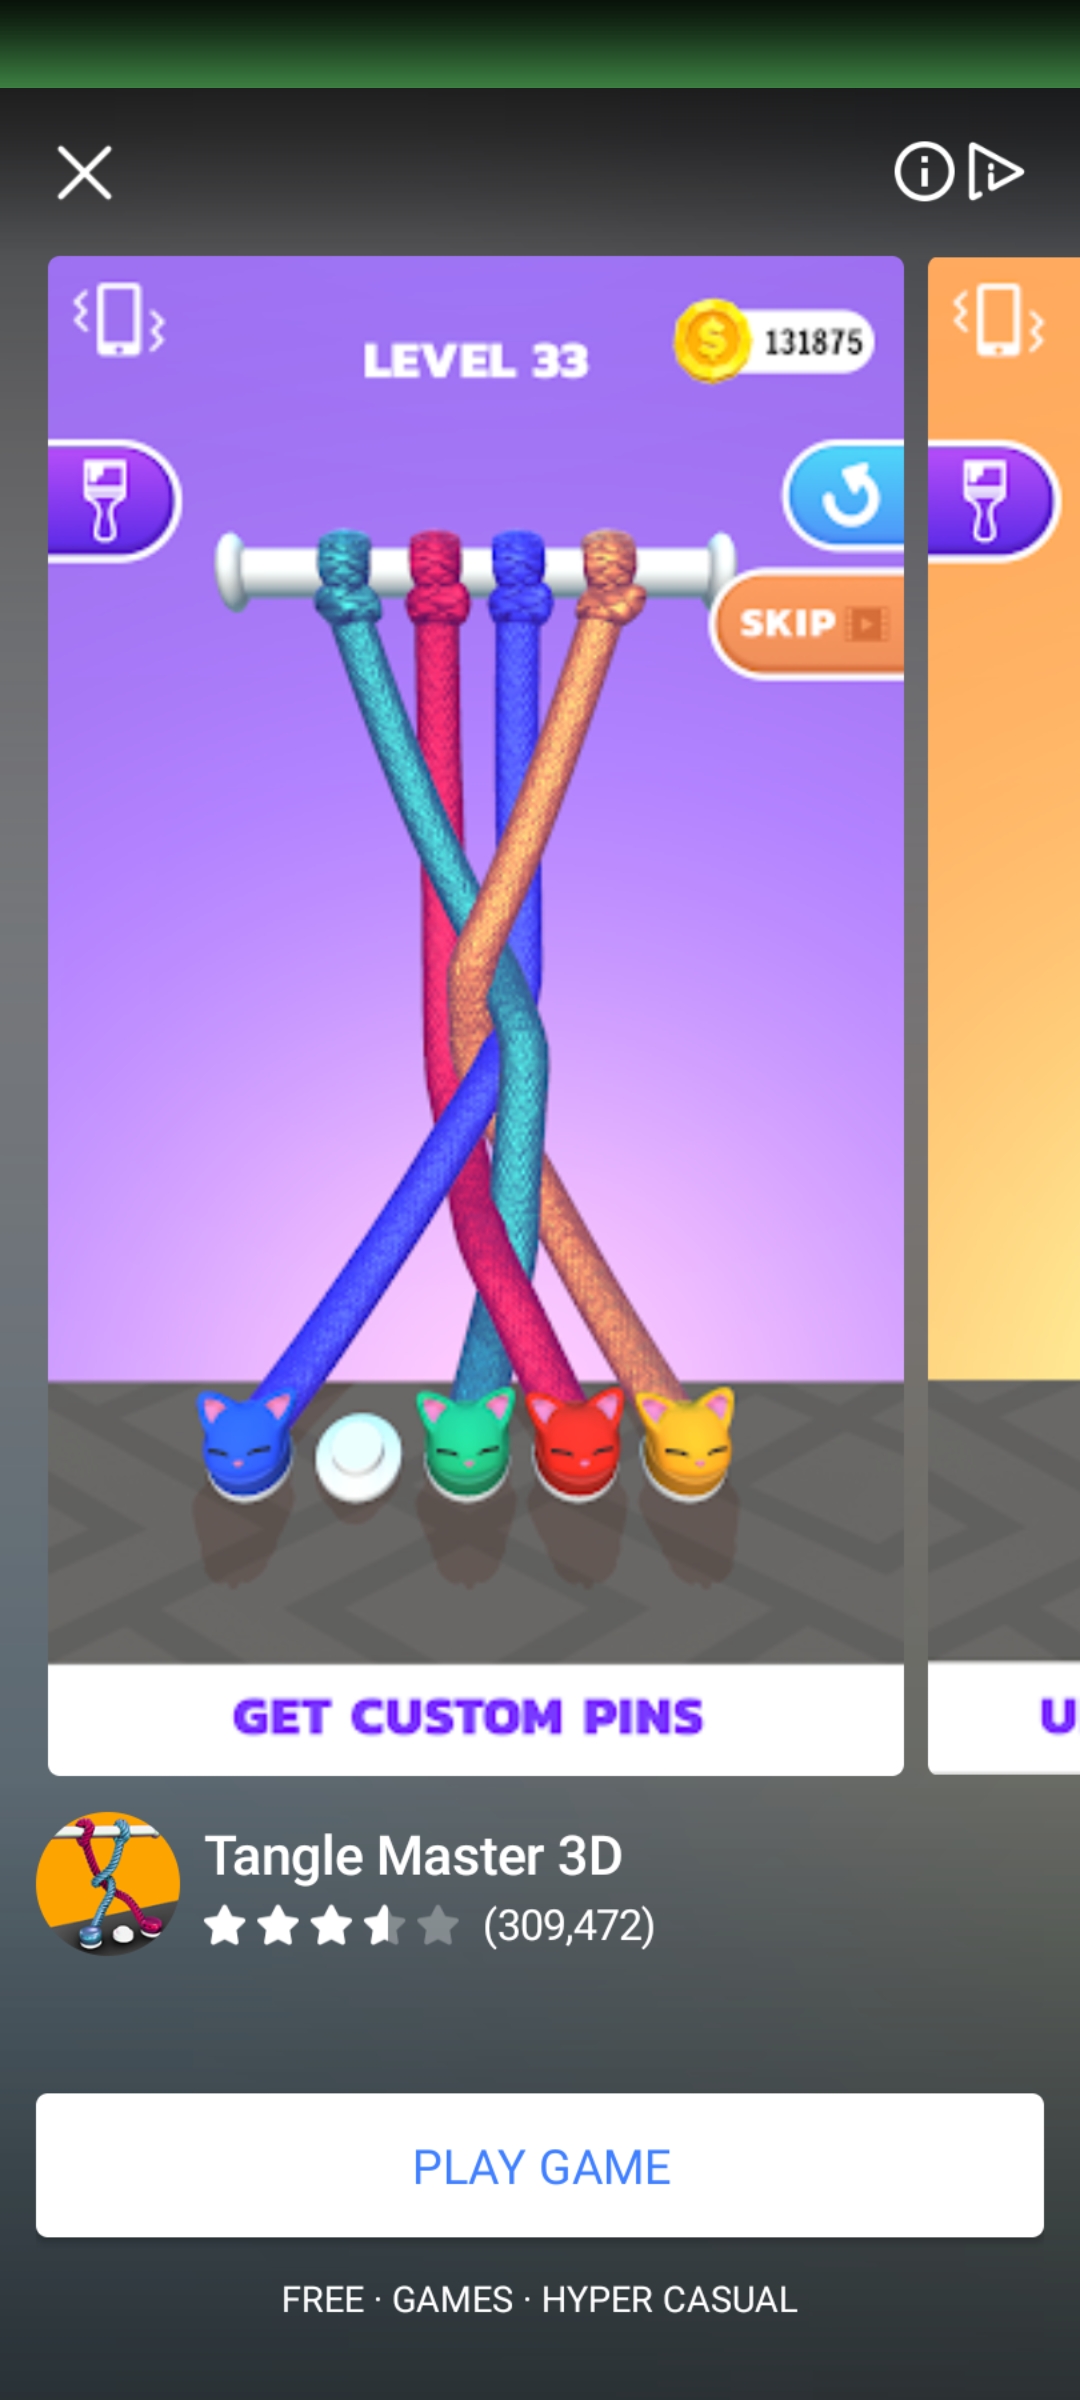 LEVEL 33
131875
SKIP
GET CUSTOM PINS
U
Tangle Master 3D
(309,472)
PLAY GAME
FREE · GAMES · HYPER CASUAL